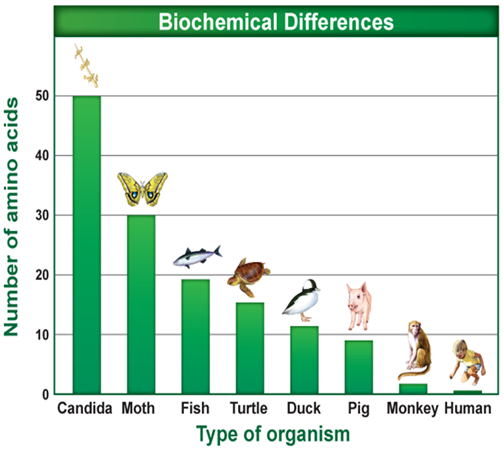 Biochemical Differences
Number of amino acids
50
40
30
20
10
0
Candida Moth Fish Turtle Duck Pig Monkey Human
Type of organism